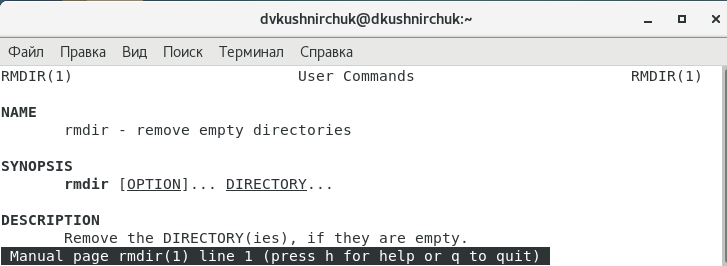 dvkushnirchuk@dkushnirchuk:~
Файл Правка Вид Поиск Терминал Справка
RMDIR(1) User Commands RMDIR(1)
NAME
rmdir - remove empty directories
SYNOPSIS
rmdir [OPTION]... DIRECTORY...
DESCRIPTION
Remove the DIRECTORY(ies), if they are empty.
Manual page rmdir(1) line 1 (press h for help or q to quit)